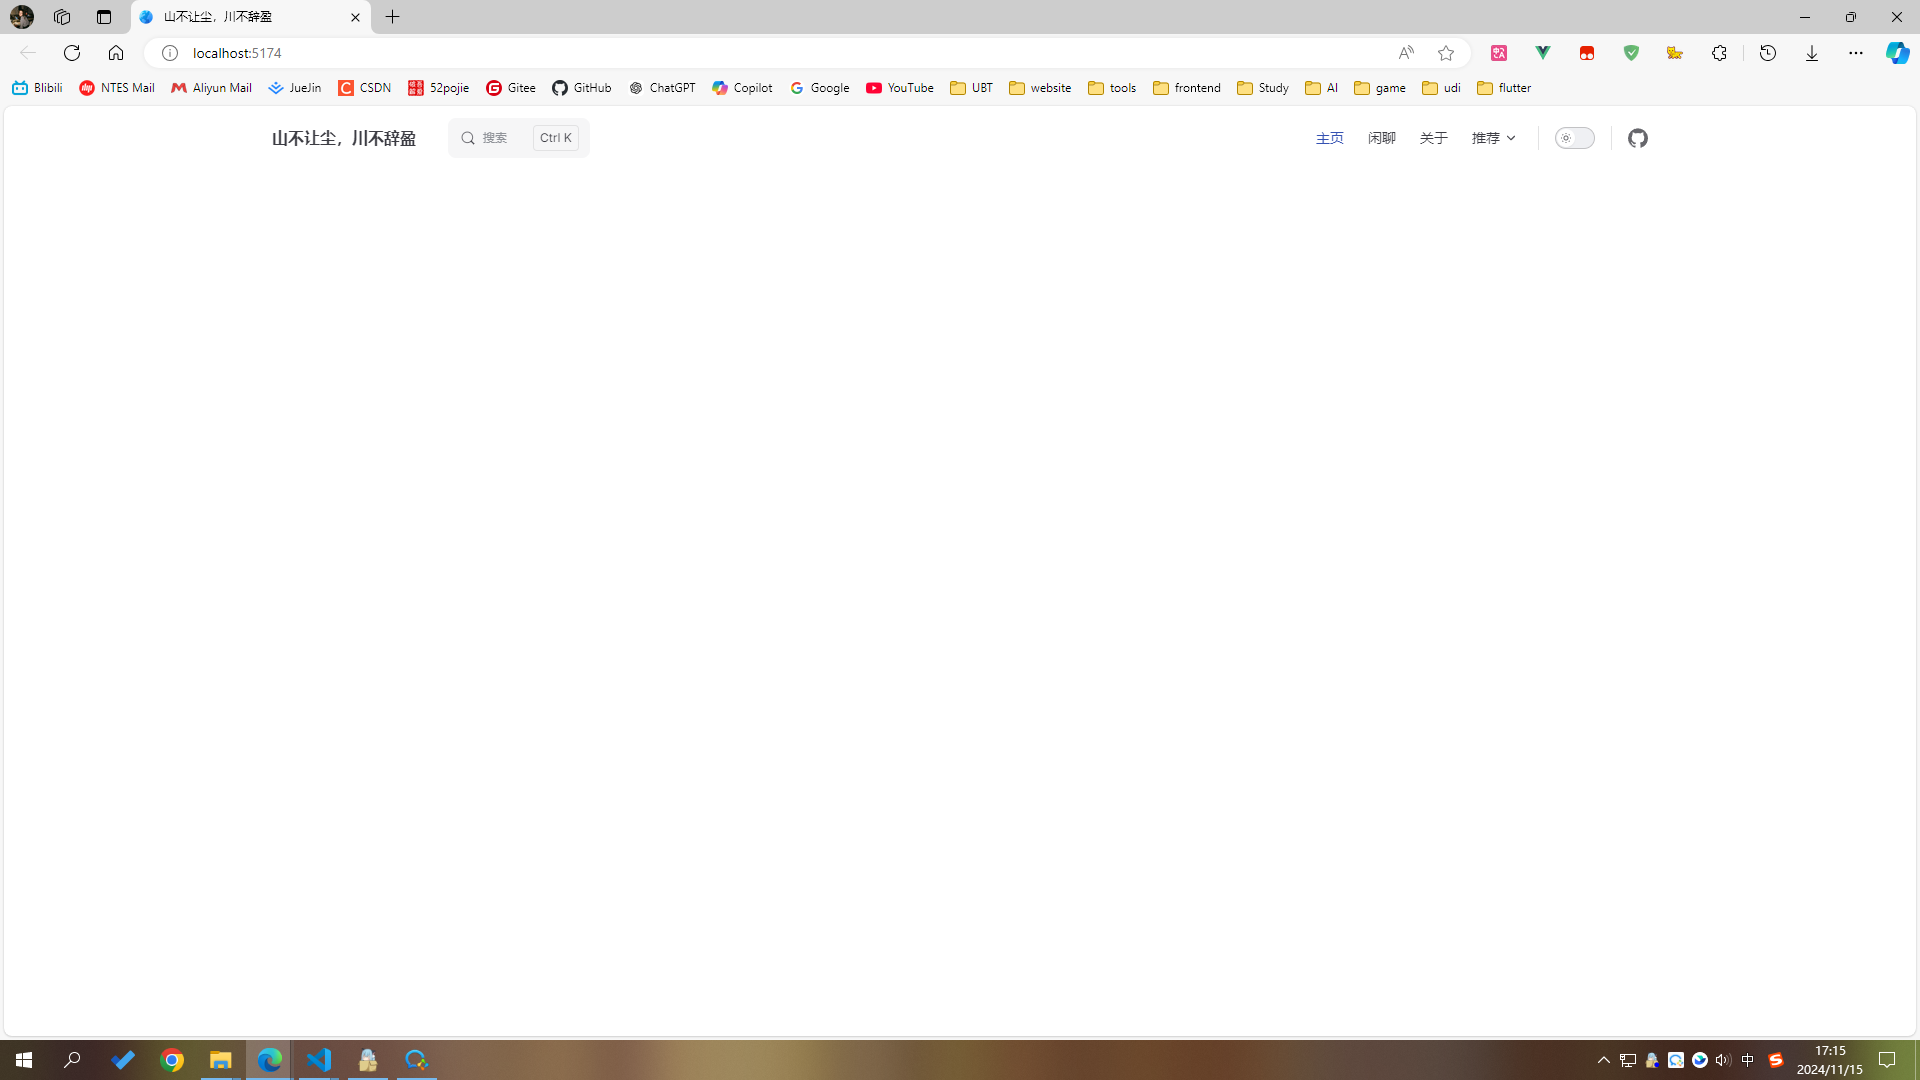 山不让尘，川不辞盈
localhost:5174
Blibili NTES Mail Aliyun Mail JueJin CSDN 52pojie Gitee GitHub ChatGPT Copilot Google YouTube UBT website tools frontend Study AI game udi flutter
山不让尘，川不辞盈 搜索 Ctrl K 主页 闲聊 关于 推荐
中 17:15
2024/11/15